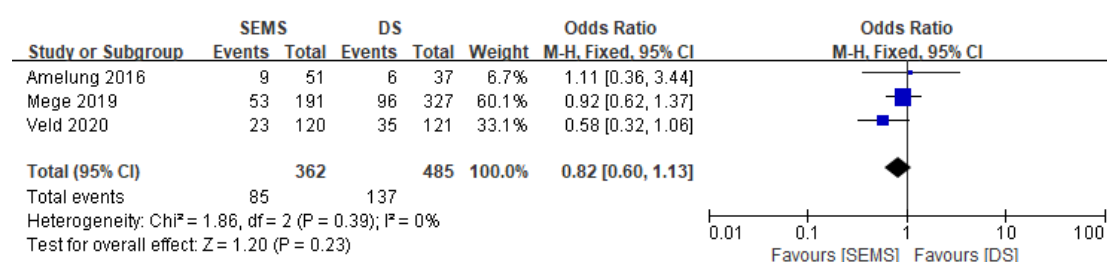 SEMS DS Odds Ratio Odds Ratio
Study or Subgroup Events Total Events Total Weight M-H, Fixed, 95% CI M-H, Fixed, 95% CI
Amelung 2016 9 51 6 37 6.7% 1.11 [0.36, 3.44]
Mege 2019 53 191 96 327 60.1% 0.92 [0.62, 1.37]
Veld 2020 23 120 35 121 33.1% 0.58 [0.32, 1.06]
Total (95% CI) 362 485 100.0% 0.82 [0.60, 1.13]
Total events 85 137
Heterogeneity: Chi² = 1.86, df = 2 (P = 0.39); I² = 0%
Test for overall effect: Z = 1.20 (P = 0.23)
0.01 0.1 1 10 100
Favours [SEMS] Favours [DS]